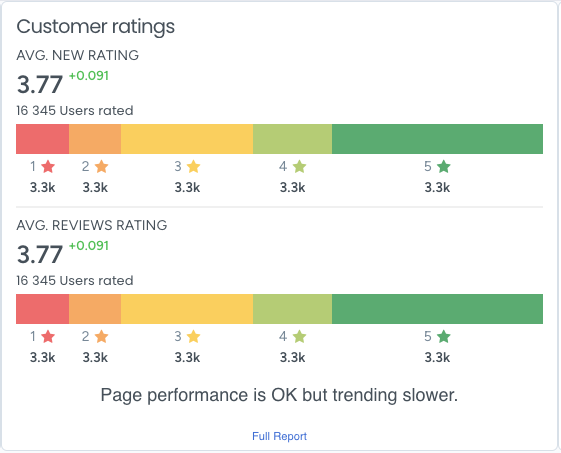 Customer ratings
AVG. NEW RATING
3.77 +0.091
16 345 Users rated
1 2 3 4 5
3.3k 3.3k 3.3k 3.3k 3.3k
AVG. REVIEWS RATING
3.77 +0.091
16 345 Users rated
1 2 3 4 5
3.3k 3.3k 3.3k 3.3k 3.3k
Page performance is OK but trending slower.
Full Report